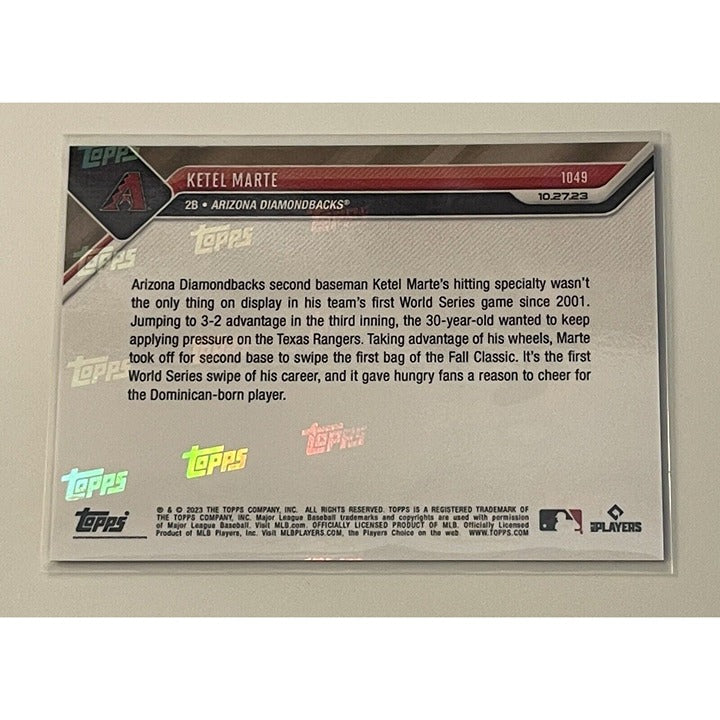 TOPPS
KETEL MARTE
1049
2B • ARIZONA DIAMONDBACKS®
10.27.23
TOPPS
TOPPS
Arizona Diamondbacks second baseman Ketel Marte's hitting specialty wasn't
the only thing on display in his team's first World Series game since 2001.
Jumping to 3-2 advantage in the third inning, the 30-year-old wanted to keep
applying pressure on the Texas Rangers. Taking advantage of his wheels, Marte
took off for second base to swipe the first bag of the Fall Classic. It's the first
World Series swipe of his career, and it gave hungry fans a reason to cheer for
the Dominican-born player.
TOPPS
TOPPS
TOPPS
TOPPS
Topps
® & © 2023 THE TOPPS COMPANY, INC. ALL RIGHTS RESERVED. TOPPS IS A REGISTERED TRADEMARK OF
THE TOPPS COMPANY, INC. Major League Baseball trademarks and copyrights are used with permission
of Major League Baseball. Visit MLB.com. OFFICIALLY LICENSED PRODUCT OF MLB. Officially Licensed
Product of MLB Players, Inc. Visit MLBPLAYERS.COM, the Players Choice on the web. WWW.TOPPS.COM
PLAYERS